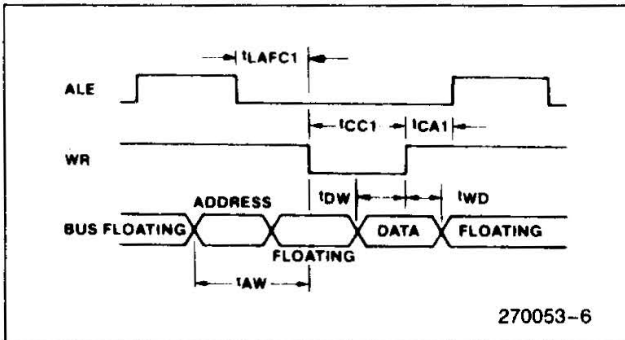 tLAFC1
ALE
tCC1
tCA1
WR
ADDRESS
tDW
tWD
BUS FLOATING
DATA
FLOATING
FLOATING
tAW
270053-6